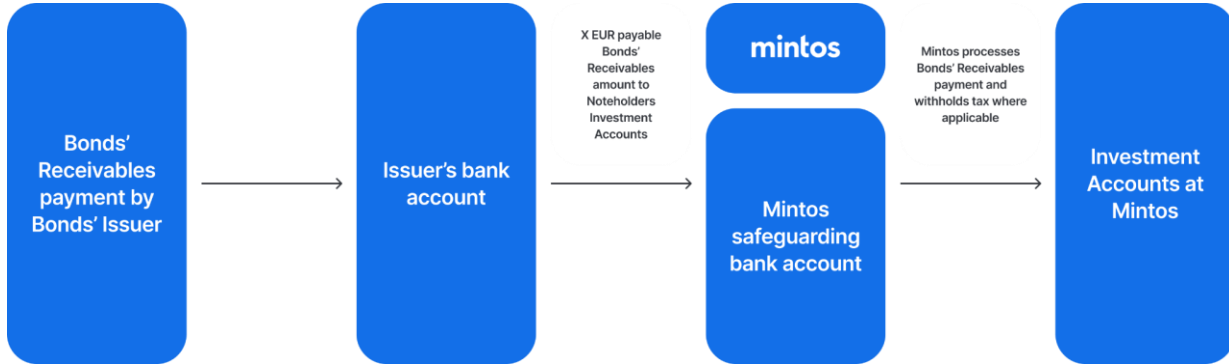 Bonds’
Receivables
payment by
Bonds’ Issuer
Issuer’s bank
account
X EUR payable
Bonds’
Receivables
amount to
Noteholders
Investment
Accounts
mintos
Mintos
safeguarding
bank account
Mintos processes
Bonds’ Receivables
payment and
withholds tax where
applicable
Investment
Accounts at
Mintos